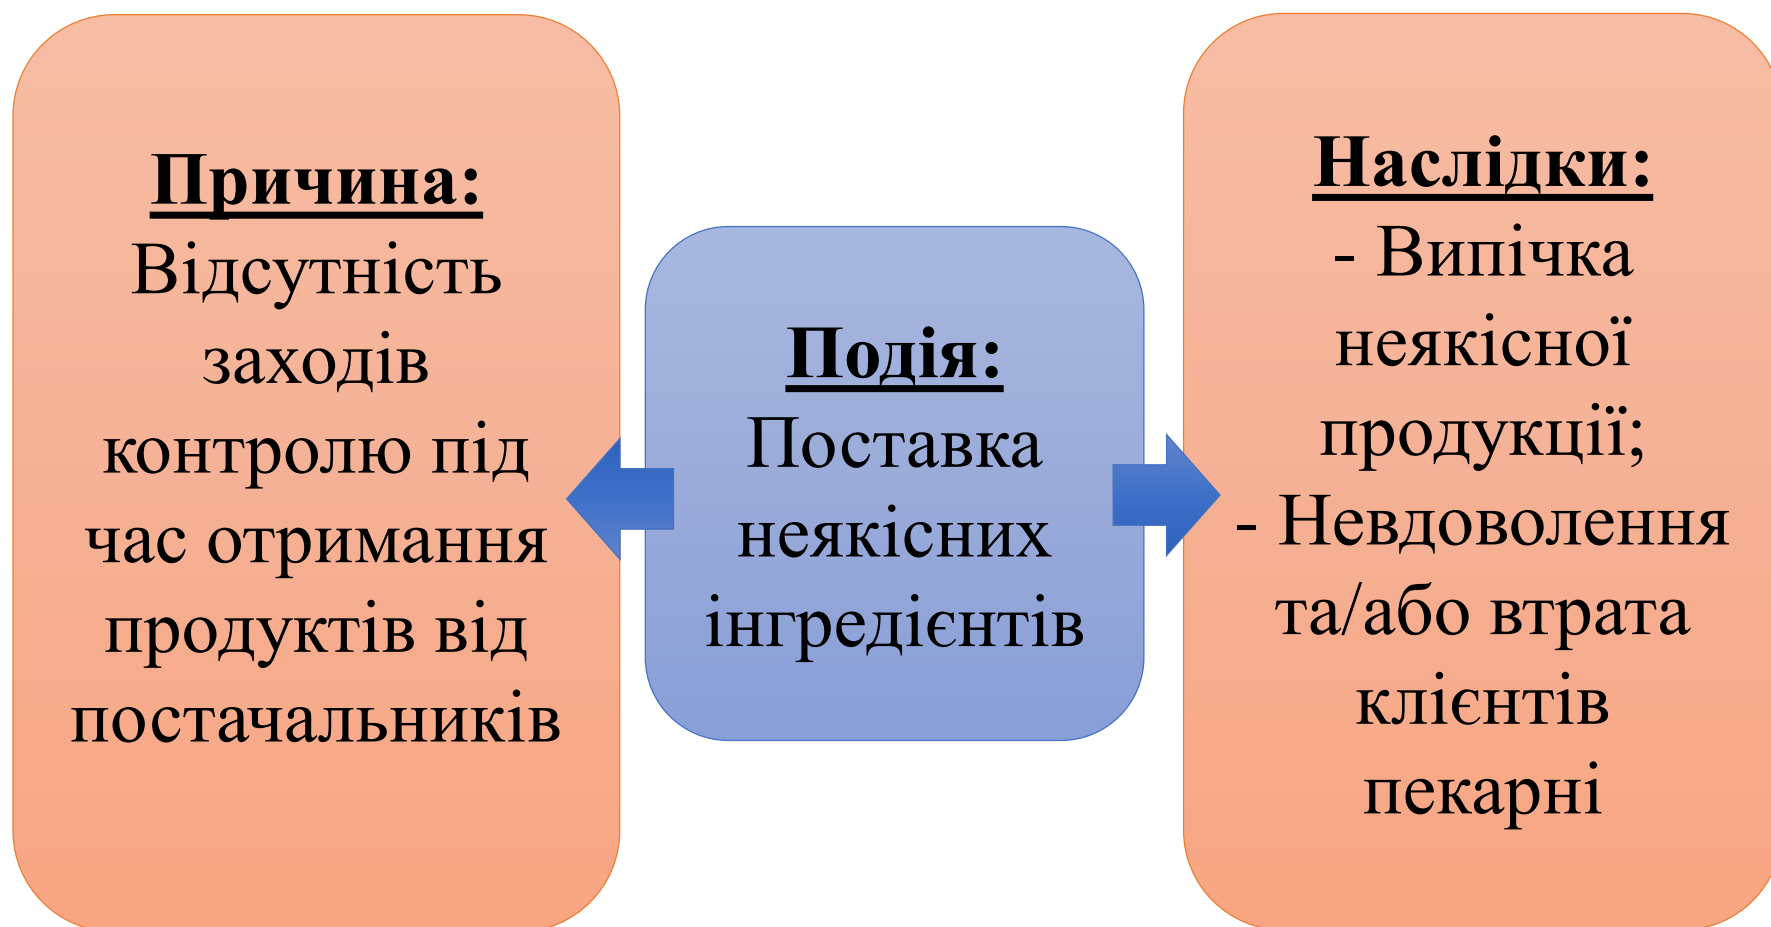 Причина:
Відсутність
заходів
контролю під
час отримання
продуктів від
постачальників
Подія:
Поставка
неякісних
інгредієнтів
Наслідки:
- Випічка
неякісної
продукції;
- Невдоволення
та/або втрата
клієнтів
пекарні